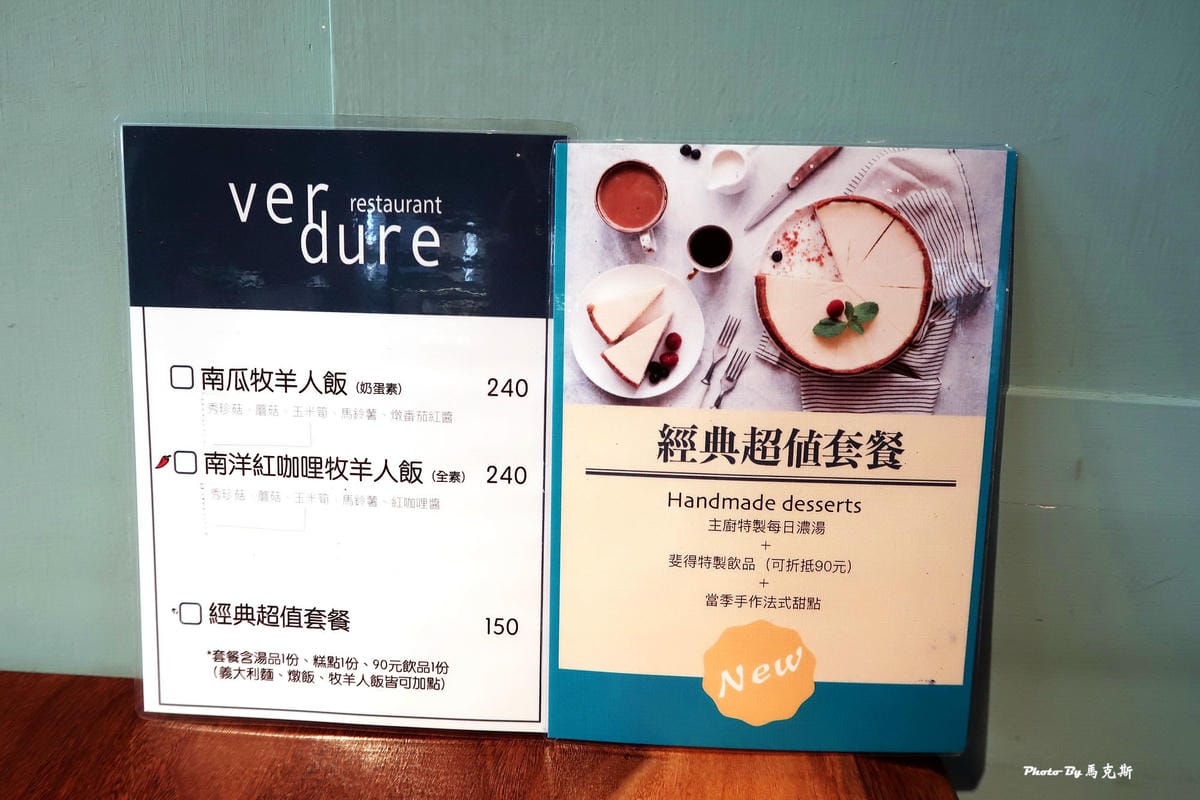 ver
restaurant
dure
南瓜牧羊人飯 (奶蛋素) 240
秀珍菇、蘑菇、玉米筍、馬鈴薯、燉番茄紅醬
南洋紅咖哩牧羊人飯 (全素) 240
秀珍菇、蘑菇、玉米筍、馬鈴薯、紅咖哩醬
經典超值套餐 150
*套餐含湯品1份、糕點1份、90元飲品1份
(義大利麵、燉飯、牧羊人飯皆可加點)
經典超值套餐
Handmade desserts
主廚特製每日濃湯
+
斐得特製飲品（可折抵90元）
+
當季手作法式甜點
New
Photo By 馬克斯